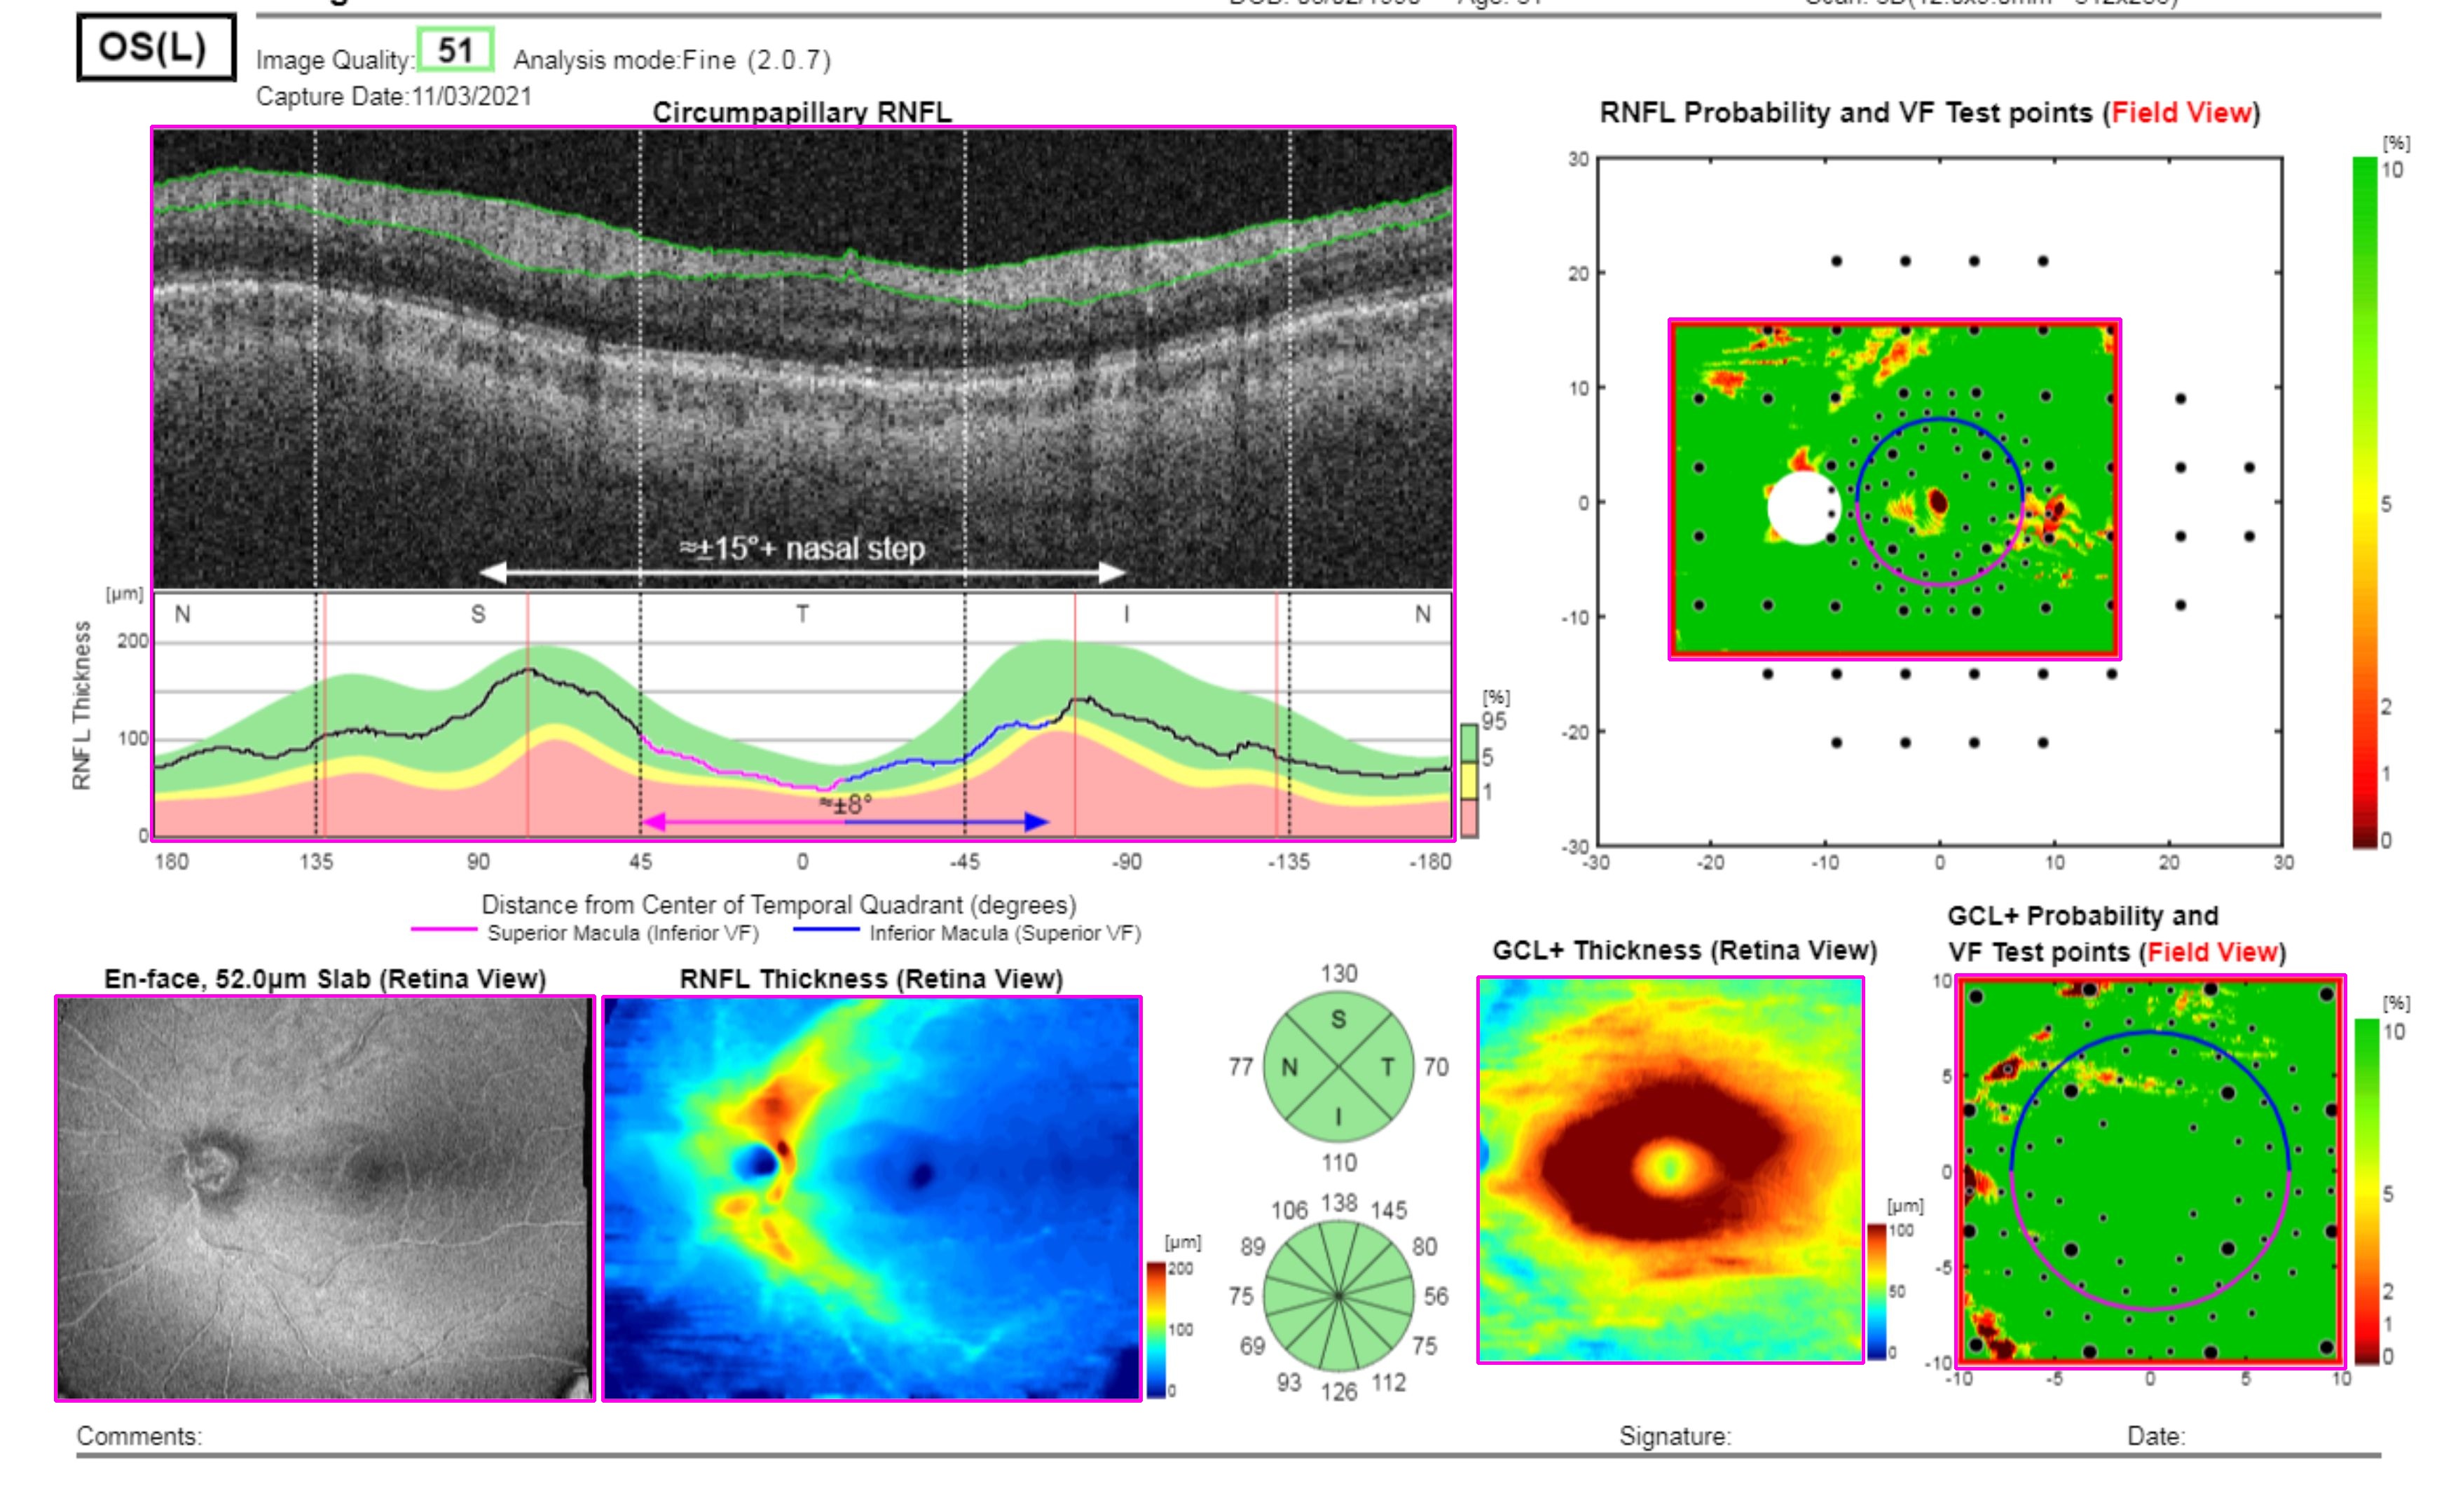 OS(L)
Image Quality: 51 Analysis mode:Fine (2.0.7)
Capture Date:11/03/2021
Circumpapillary RNFL
≈±15°+ nasal step
[µm]
N S T I N
200
100
0
RNFL Thickness
≈±8°
[%]
95
5
1
180 135 90 45 0 -45 -90 -135 -180
Distance from Center of Temporal Quadrant (degrees)
Superior Macula (Inferior VF) Inferior Macula (Superior VF)
RNFL Probability and VF Test points (Field View)
30
20
10
0
-10
-20
-30
-30 -20 -10 0 10 20 30
[%]
10
5
2
1
0
En-face, 52.0µm Slab (Retina View)
RNFL Thickness (Retina View)
[µm]
200
100
0
130
S
77 N T 70
I
110
106 138 145
89 80
75 56
69 75
93 126 112
GCL+ Thickness (Retina View)
[µm]
100
50
0
GCL+ Probability and
VF Test points (Field View)
10
5
0
-5
-10
-10 -5 0 5 10
[%]
10
5
2
1
0
Comments: Signature: Date: